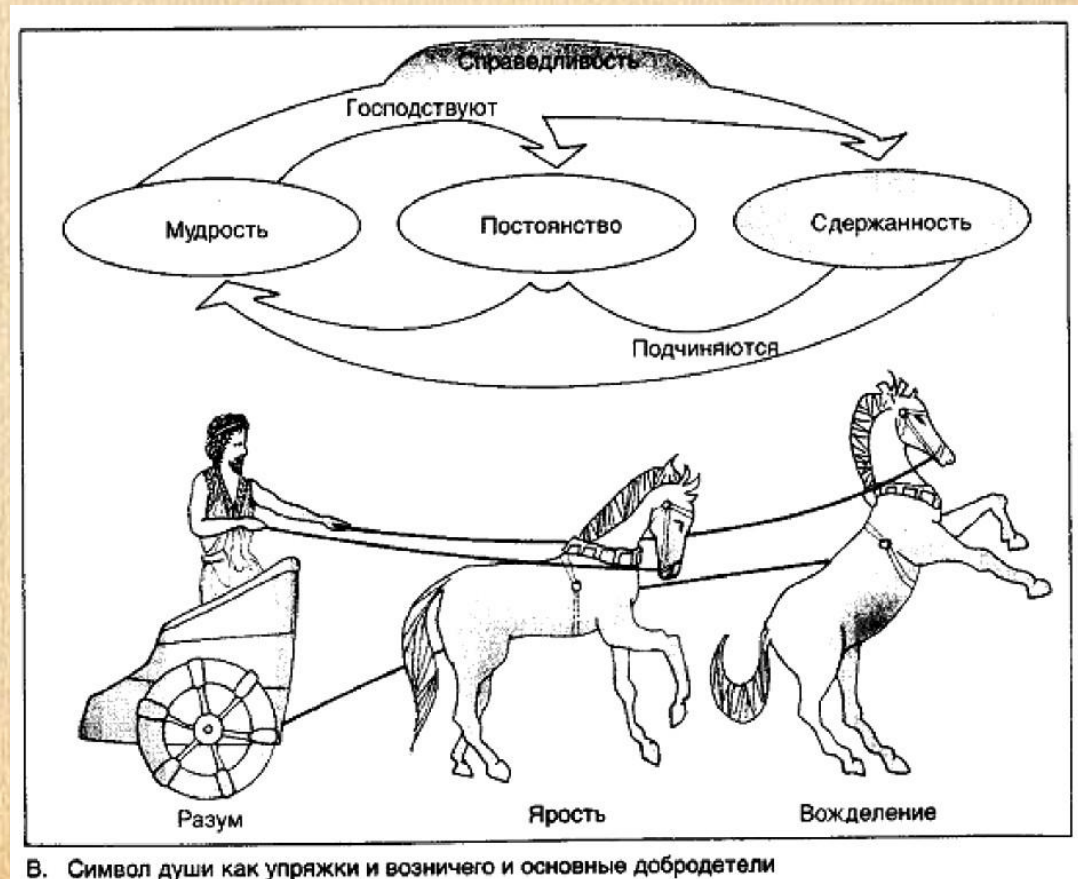 Справедливость
Господствуют
Мудрость
Постоянство
Сдержанность
Подчиняются
Разум
Ярость
Вожделение
В. Символ души как упряжки и возничего и основные добродетели